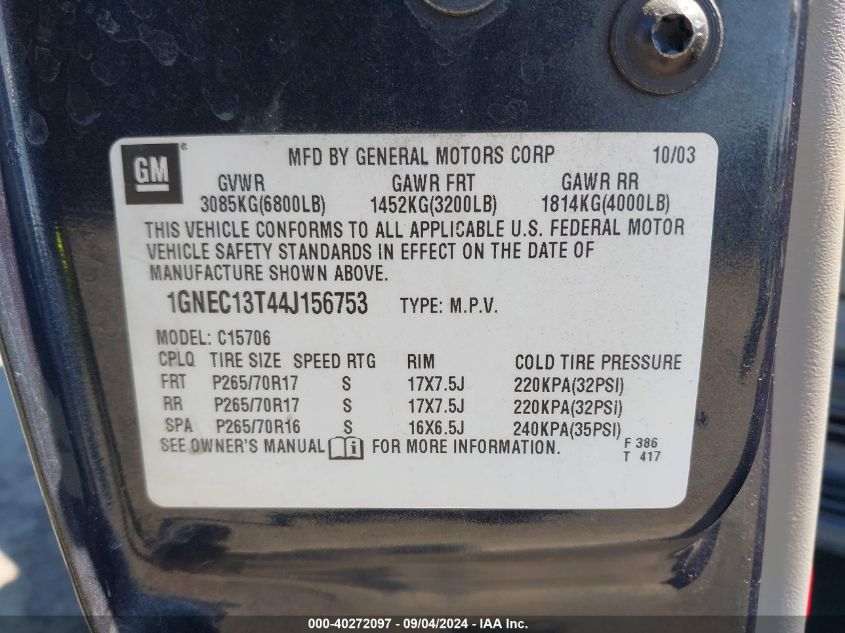 GM®
MFD BY GENERAL MOTORS CORP 10/03
GVWR GAWR FRT GAWR RR
3085KG(6800LB) 1452KG(3200LB) 1814KG(4000LB)
THIS VEHICLE CONFORMS TO ALL APPLICABLE U.S. FEDERAL MOTOR
VEHICLE SAFETY STANDARDS IN EFFECT ON THE DATE OF
MANUFACTURE SHOWN ABOVE.
1GNEC13T44J156753 TYPE: M.P.V.
MODEL: C15706
CPLQ TIRE SIZE SPEED RTG RIM COLD TIRE PRESSURE
FRT P265/70R17 S 17X7.5J 220KPA(32PSI)
RR P265/70R17 S 17X7.5J 220KPA(32PSI)
SPA P265/70R16 S 16X6.5J 240KPA(35PSI)
SEE OWNER'S MANUAL i FOR MORE INFORMATION. F 386
T 417
000-40272097 - 09/04/2024 - IAA Inc.